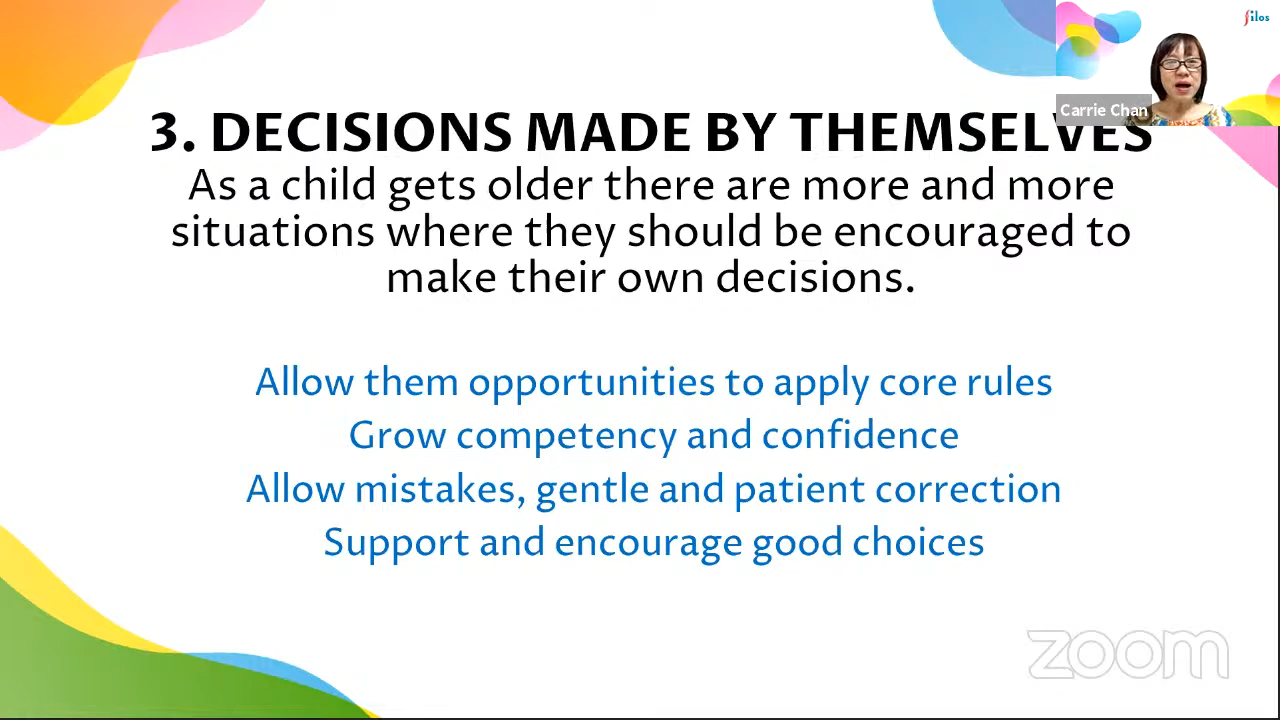 filos
Carrie Chan
3. DECISIONS MADE BY THEMSELVES
As a child gets older there are more and more
situations where they should be encouraged to
make their own decisions.
Allow them opportunities to apply core rules
Grow competency and confidence
Allow mistakes, gentle and patient correction
Support and encourage good choices
zoom